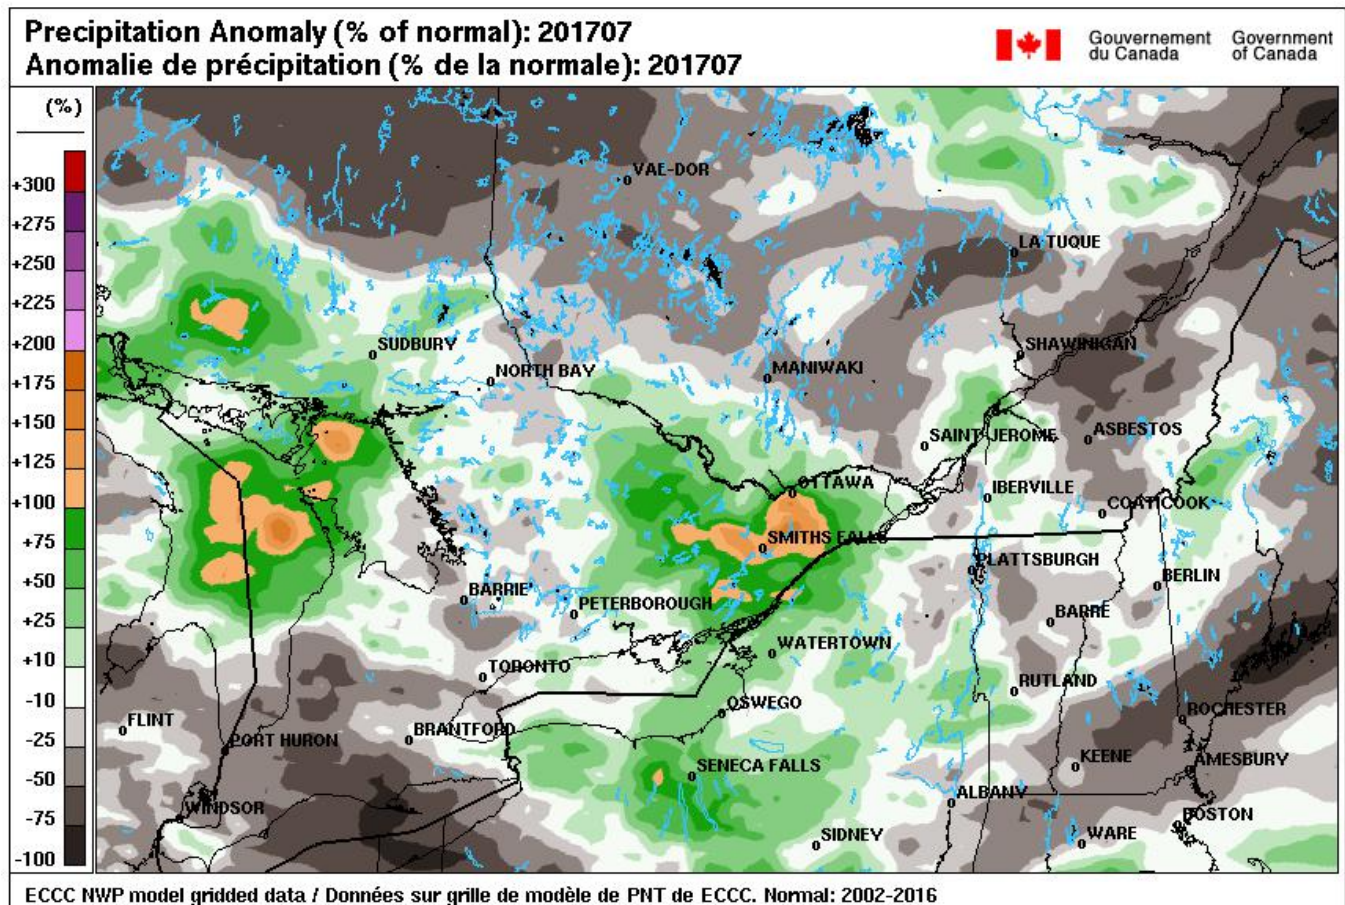 Precipitation Anomaly (% of normal): 201707
Anomalie de précipitation (% de la normale): 201707
Gouvernement du Canada
Government of Canada
(%)
+300
+275
+250
+225
+200
+175
+150
+125
+100
+75
+50
+25
+10
-10
-25
-50
-75
-100
VAE-DOR
LA TUQUE
SUDBURY
SHAWINIGAN
NORTH BAY
MANIWAKI
SAINT-JEROME
ASBESTOS
OTTAWA
IBERVILLE
COATICOOK
SMITHS FALLS
PLATTSBURGH
BERLIN
BARRIE
PETERBOROUGH
BARRE
WATERTOWN
TORONTO
RUTLAND
OSWEGO
ROCHESTER
FLINT
BRANTFORD
PORT HURON
KEENE
AMESBURY
SENECA FALLS
ALBANY
WINDSOR
BOSTON
SIDNEY
WARE
ECCC NWP model gridded data / Données sur grille de modèle de PNT de ECCC. Normal: 2002-2016